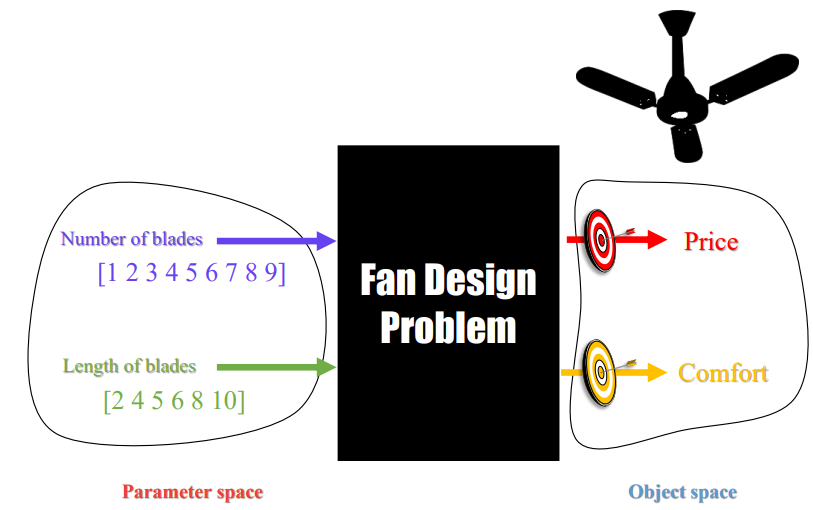 Number of blades
[1 2 3 4 5 6 7 8 9]
Length of blades
[2 4 5 6 8 10]
Fan Design
Problem
Price
Comfort
Parameter space
Object space